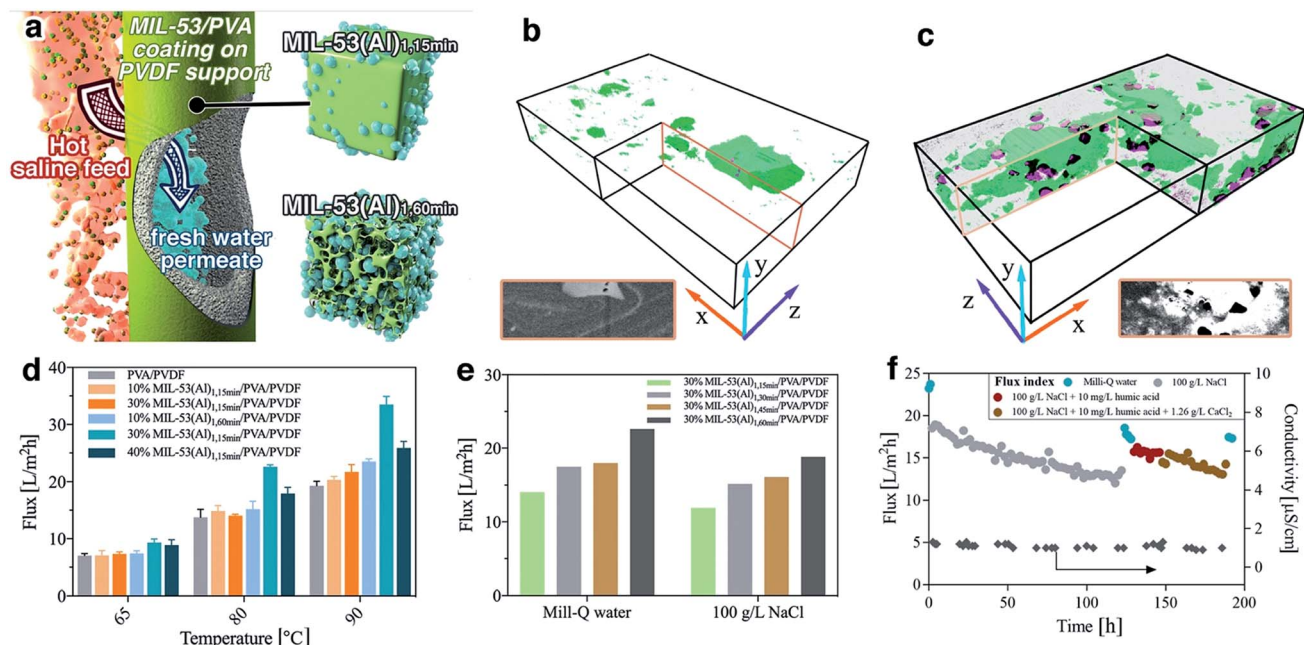 a
MIL-53/PVA
coating on
PVDF support
MIL-53(Al)1,15min
Hot
saline feed
fresh water
permeate
MIL-53(Al)1,60min
b
y
x
z
c
y
z
x
d
PVA/PVDF
10% MIL-53(Al)1,15min/PVA/PVDF
30% MIL-53(Al)1,15min/PVA/PVDF
10% MIL-53(Al)1,60min/PVA/PVDF
30% MIL-53(Al)1,15min/PVA/PVDF
40% MIL-53(Al)1,15min/PVA/PVDF
Flux [L/m²h]
40
30
20
10
0
65
80
90
Temperature [°C]
e
30% MIL-53(Al)1,15min/PVA/PVDF
30% MIL-53(Al)1,30min/PVA/PVDF
30% MIL-53(Al)1,45min/PVA/PVDF
30% MIL-53(Al)1,60min/PVA/PVDF
Flux [L/m²h]
30
20
10
0
Mill-Q water
100 g/L NaCl
f
Flux index
Milli-Q water
100 g/L NaCl
100 g/L NaCl + 10 mg/L humic acid
100 g/L NaCl + 10 mg/L humic acid + 1.26 g/L CaCl₂
Flux [L/m²h]
25
20
15
10
5
0
0
50
100
150
200
Time [h]
10
8
6
4
2
0
Conductivity [µS/cm]